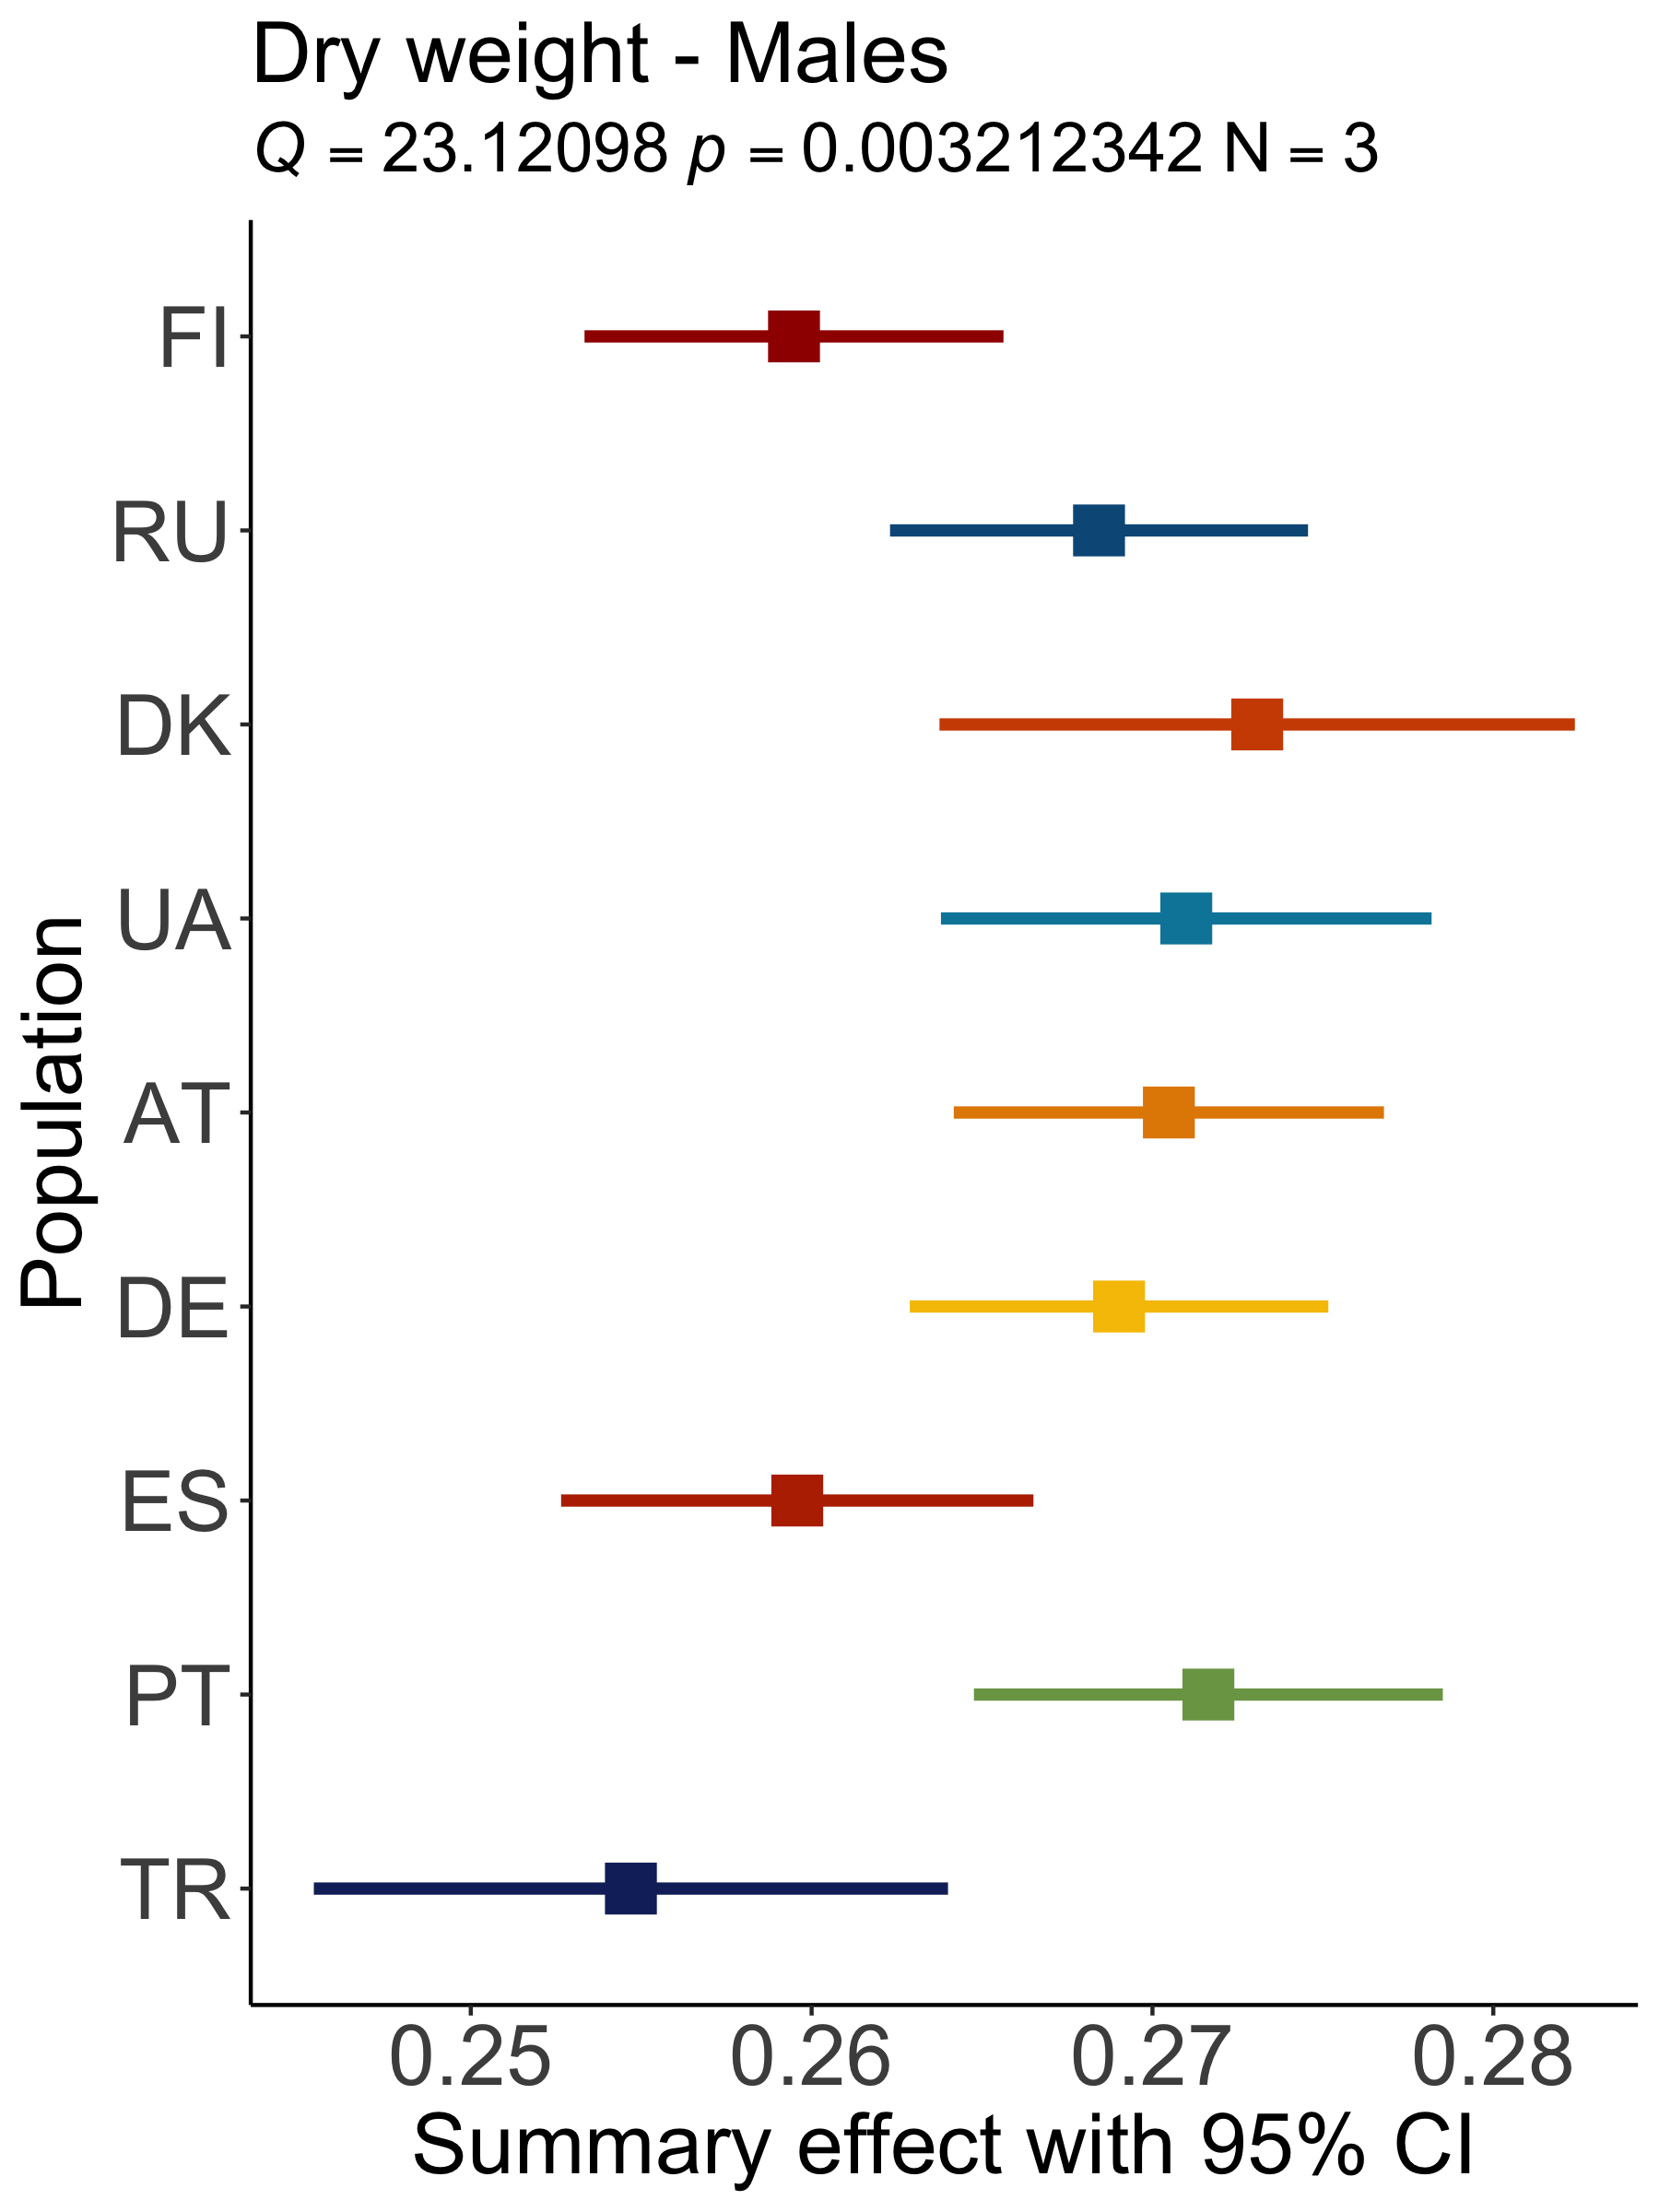 Dry weight - Males
Q = 23.12098 p = 0.003212342 N = 3
Population
FI
RU
DK
UA
AT
DE
ES
PT
TR
0.25 0.26 0.27 0.28
Summary effect with 95% CI